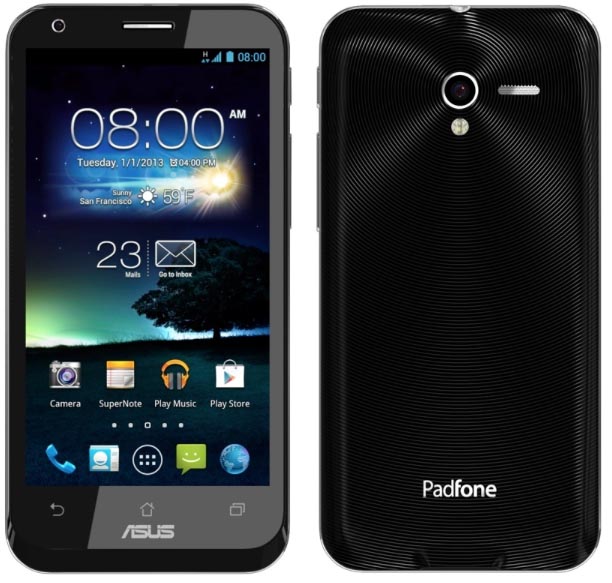 H 08:00
08:00 AM
Tuesday, 1/1/2013 04:00 PM
Sunny
San Francisco 59°F
23
Mails Go to Inbox
Camera SuperNote Play Music Play Store
ASUS
Padfone